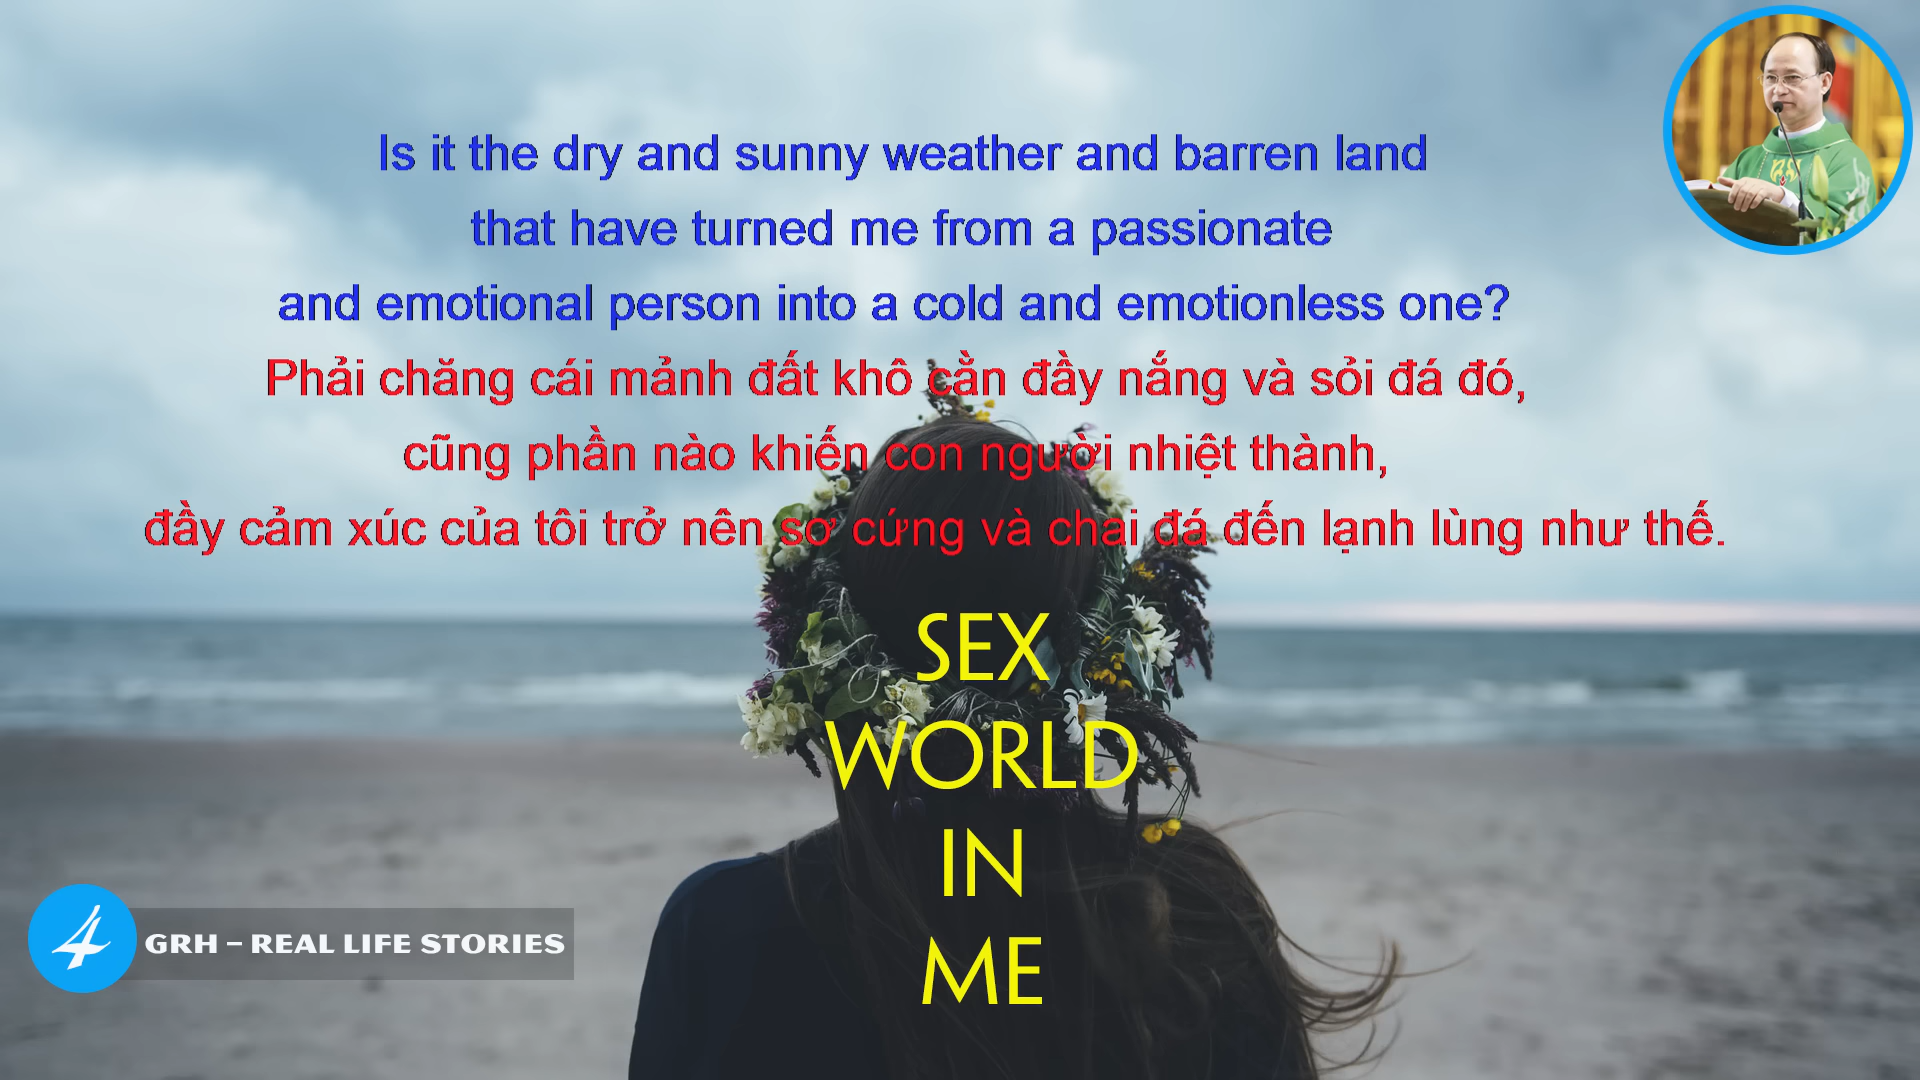 Is it the dry and sunny weather and barren land
that have turned me from a passionate
and emotional person into a cold and emotionless one?
Phải chăng cái mảnh đất khô cằn đầy nắng và sỏi đá đó,
cũng phần nào khiến con người nhiệt thành,
đầy cảm xúc của tôi trở nên sơ cứng và chai đá đến lạnh lùng như thế.
SEX
WORLD
IN
ME
4
GRH – REAL LIFE STORIES